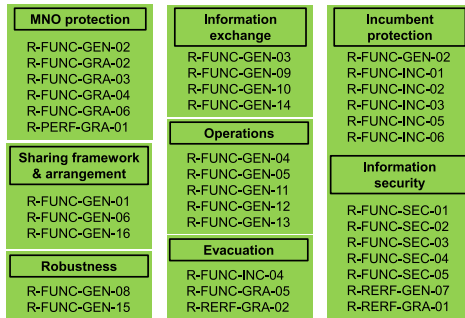 MNO protection
R-FUNC-GEN-02
R-FUNC-GRA-02
R-FUNC-GRA-03
R-FUNC-GRA-04
R-FUNC-GRA-06
R-PERF-GRA-01
Sharing framework
& arrangement
R-FUNC-GEN-01
R-FUNC-GEN-06
R-FUNC-GEN-16
Robustness
R-FUNC-GEN-08
R-FUNC-GEN-15
Information
exchange
R-FUNC-GEN-03
R-FUNC-GEN-09
R-FUNC-GEN-10
R-FUNC-GEN-14
Operations
R-FUNC-GEN-04
R-FUNC-GEN-05
R-FUNC-GEN-11
R-FUNC-GEN-12
R-FUNC-GEN-13
Evacuation
R-FUNC-INC-04
R-FUNC-GRA-05
R-RERF-GRA-02
Incumbent
protection
R-FUNC-GEN-02
R-FUNC-INC-01
R-FUNC-INC-02
R-FUNC-INC-03
R-FUNC-INC-05
R-FUNC-INC-06
Information
security
R-FUNC-SEC-01
R-FUNC-SEC-02
R-FUNC-SEC-03
R-FUNC-SEC-04
R-FUNC-SEC-05
R-RERF-GEN-07
R-RERF-GRA-01